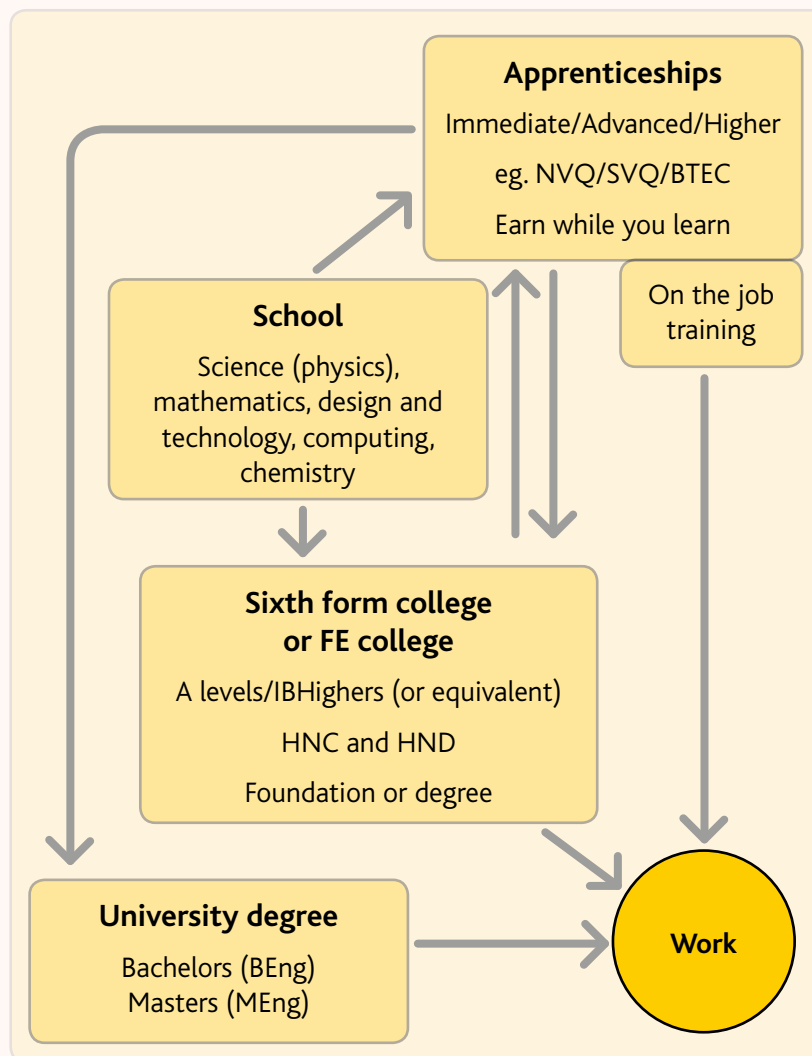 Apprenticeships
Immediate/Advanced/Higher
eg. NVQ/SVQ/BTEC
Earn while you learn
On the job
training
School
Science (physics),
mathematics, design and
technology, computing,
chemistry
Sixth form college
or FE college
A levels/IBHighers (or equivalent)
HNC and HND
Foundation or degree
University degree
Bachelors (BEng)
Masters (MEng)
Work